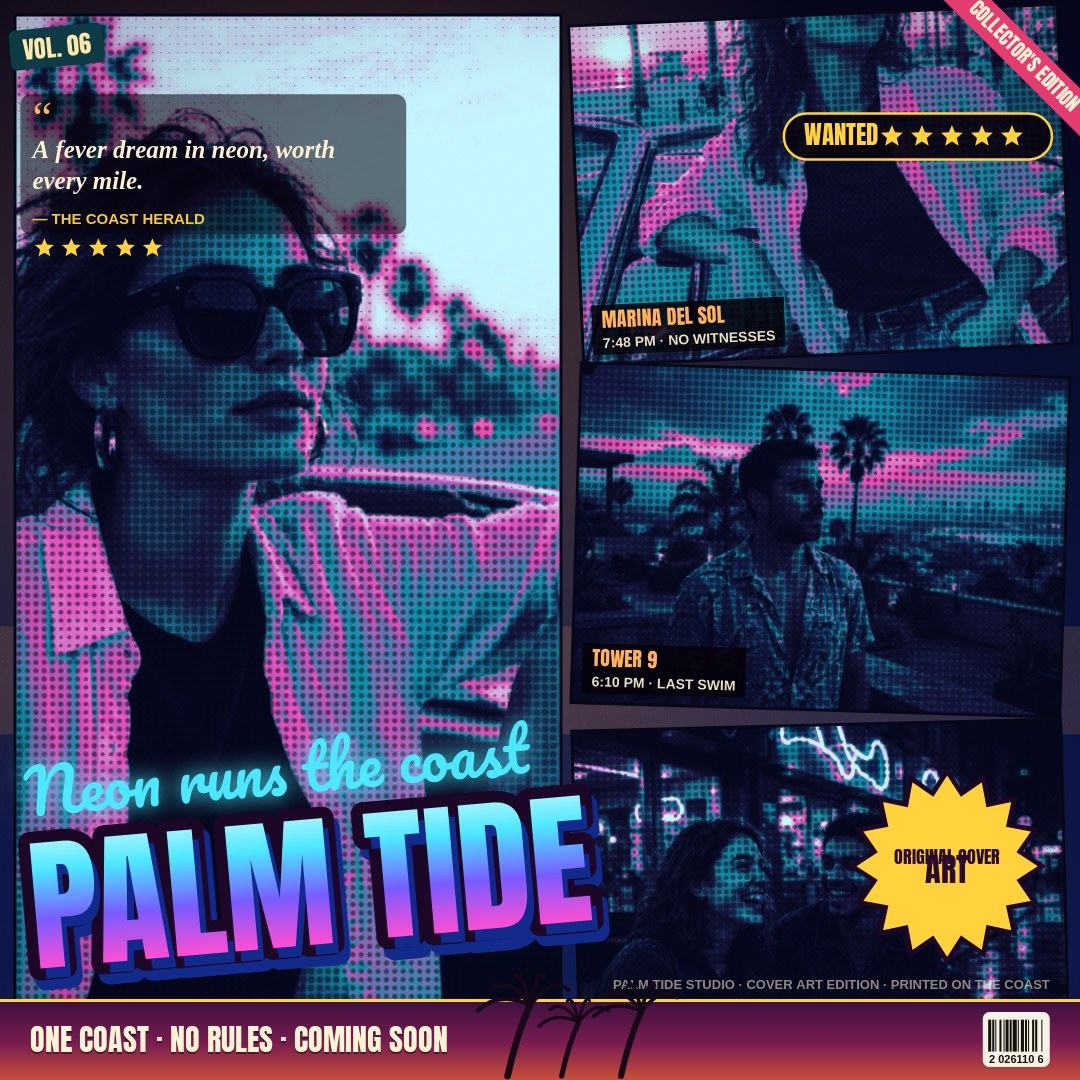 VOL. 06
COLLECTOR'S EDITION
“
A fever dream in neon, worth
every mile.
— THE COAST HERALD
★★★★★
WANTED ★★★★★
MARINA DEL SOL
7:48 PM · NO WITNESSES
TOWER 9
6:10 PM · LAST SWIM
Neon runs the coast
PALM TIDE
ORIGINAL COVER
ART
PALM TIDE STUDIO · COVER ART EDITION · PRINTED ON THE COAST
ONE COAST · NO RULES · COMING SOON
2 026110 6